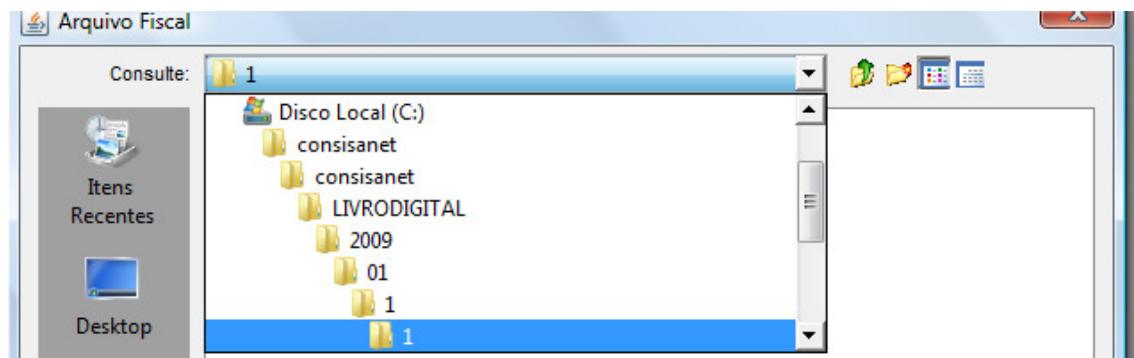 Arquivo Fiscal
Consulte:
1
Disco Local (C:)
consisanet
consisanet
LIVRODIGITAL
2009
01
1
1
Itens
Recentes
Desktop